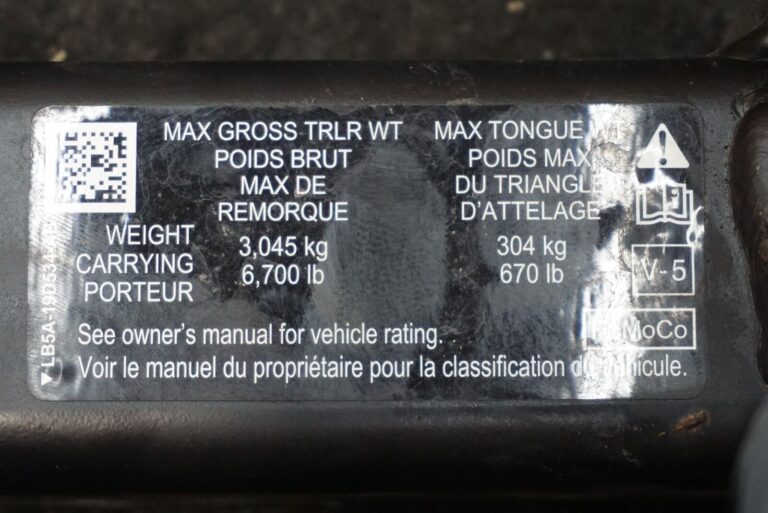 MAX GROSS TRLR WT
POIDS BRUT
MAX DE
REMORQUE
MAX TONGUE WT
POIDS MAX
DU TRIANGLE
D'ATTELAGE
WEIGHT
CARRYING
PORTEUR
3,045 kg
6,700 lb
304 kg
670 lb
V-5
MoCo
See owner's manual for vehicle rating.
Voir le manuel du propriétaire pour la classification du véhicule.